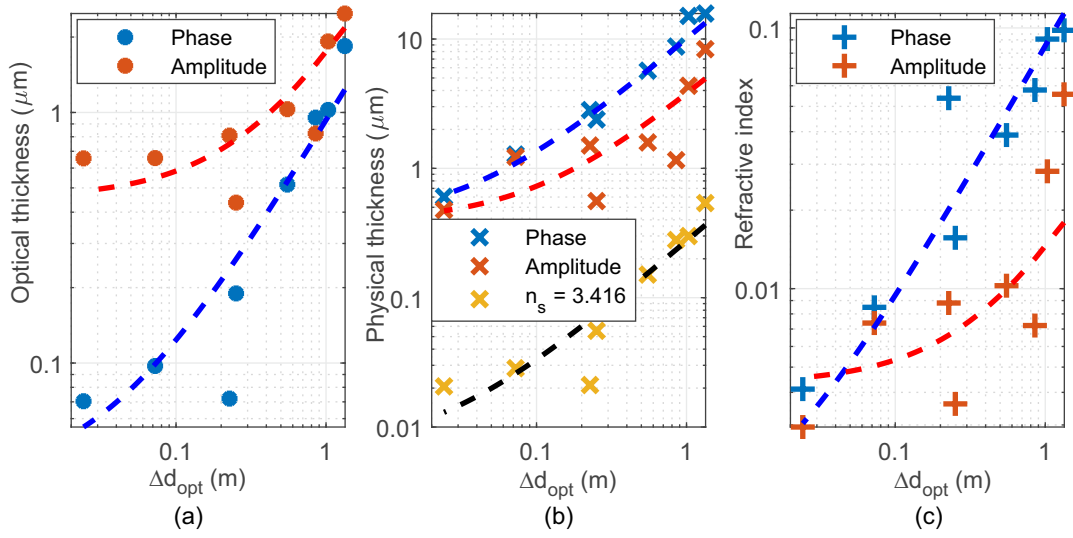 Phase
Amplitude
Optical thickness (μm)
1
0.1
0.1
1
Δd_opt (m)
(a)
Physical thickness (μm)
10
1
0.1
0.01
Phase
Amplitude
n_s = 3.416
0.1
1
Δd_opt (m)
(b)
Refractive index
0.1
0.01
Phase
Amplitude
0.1
1
Δd_opt (m)
(c)